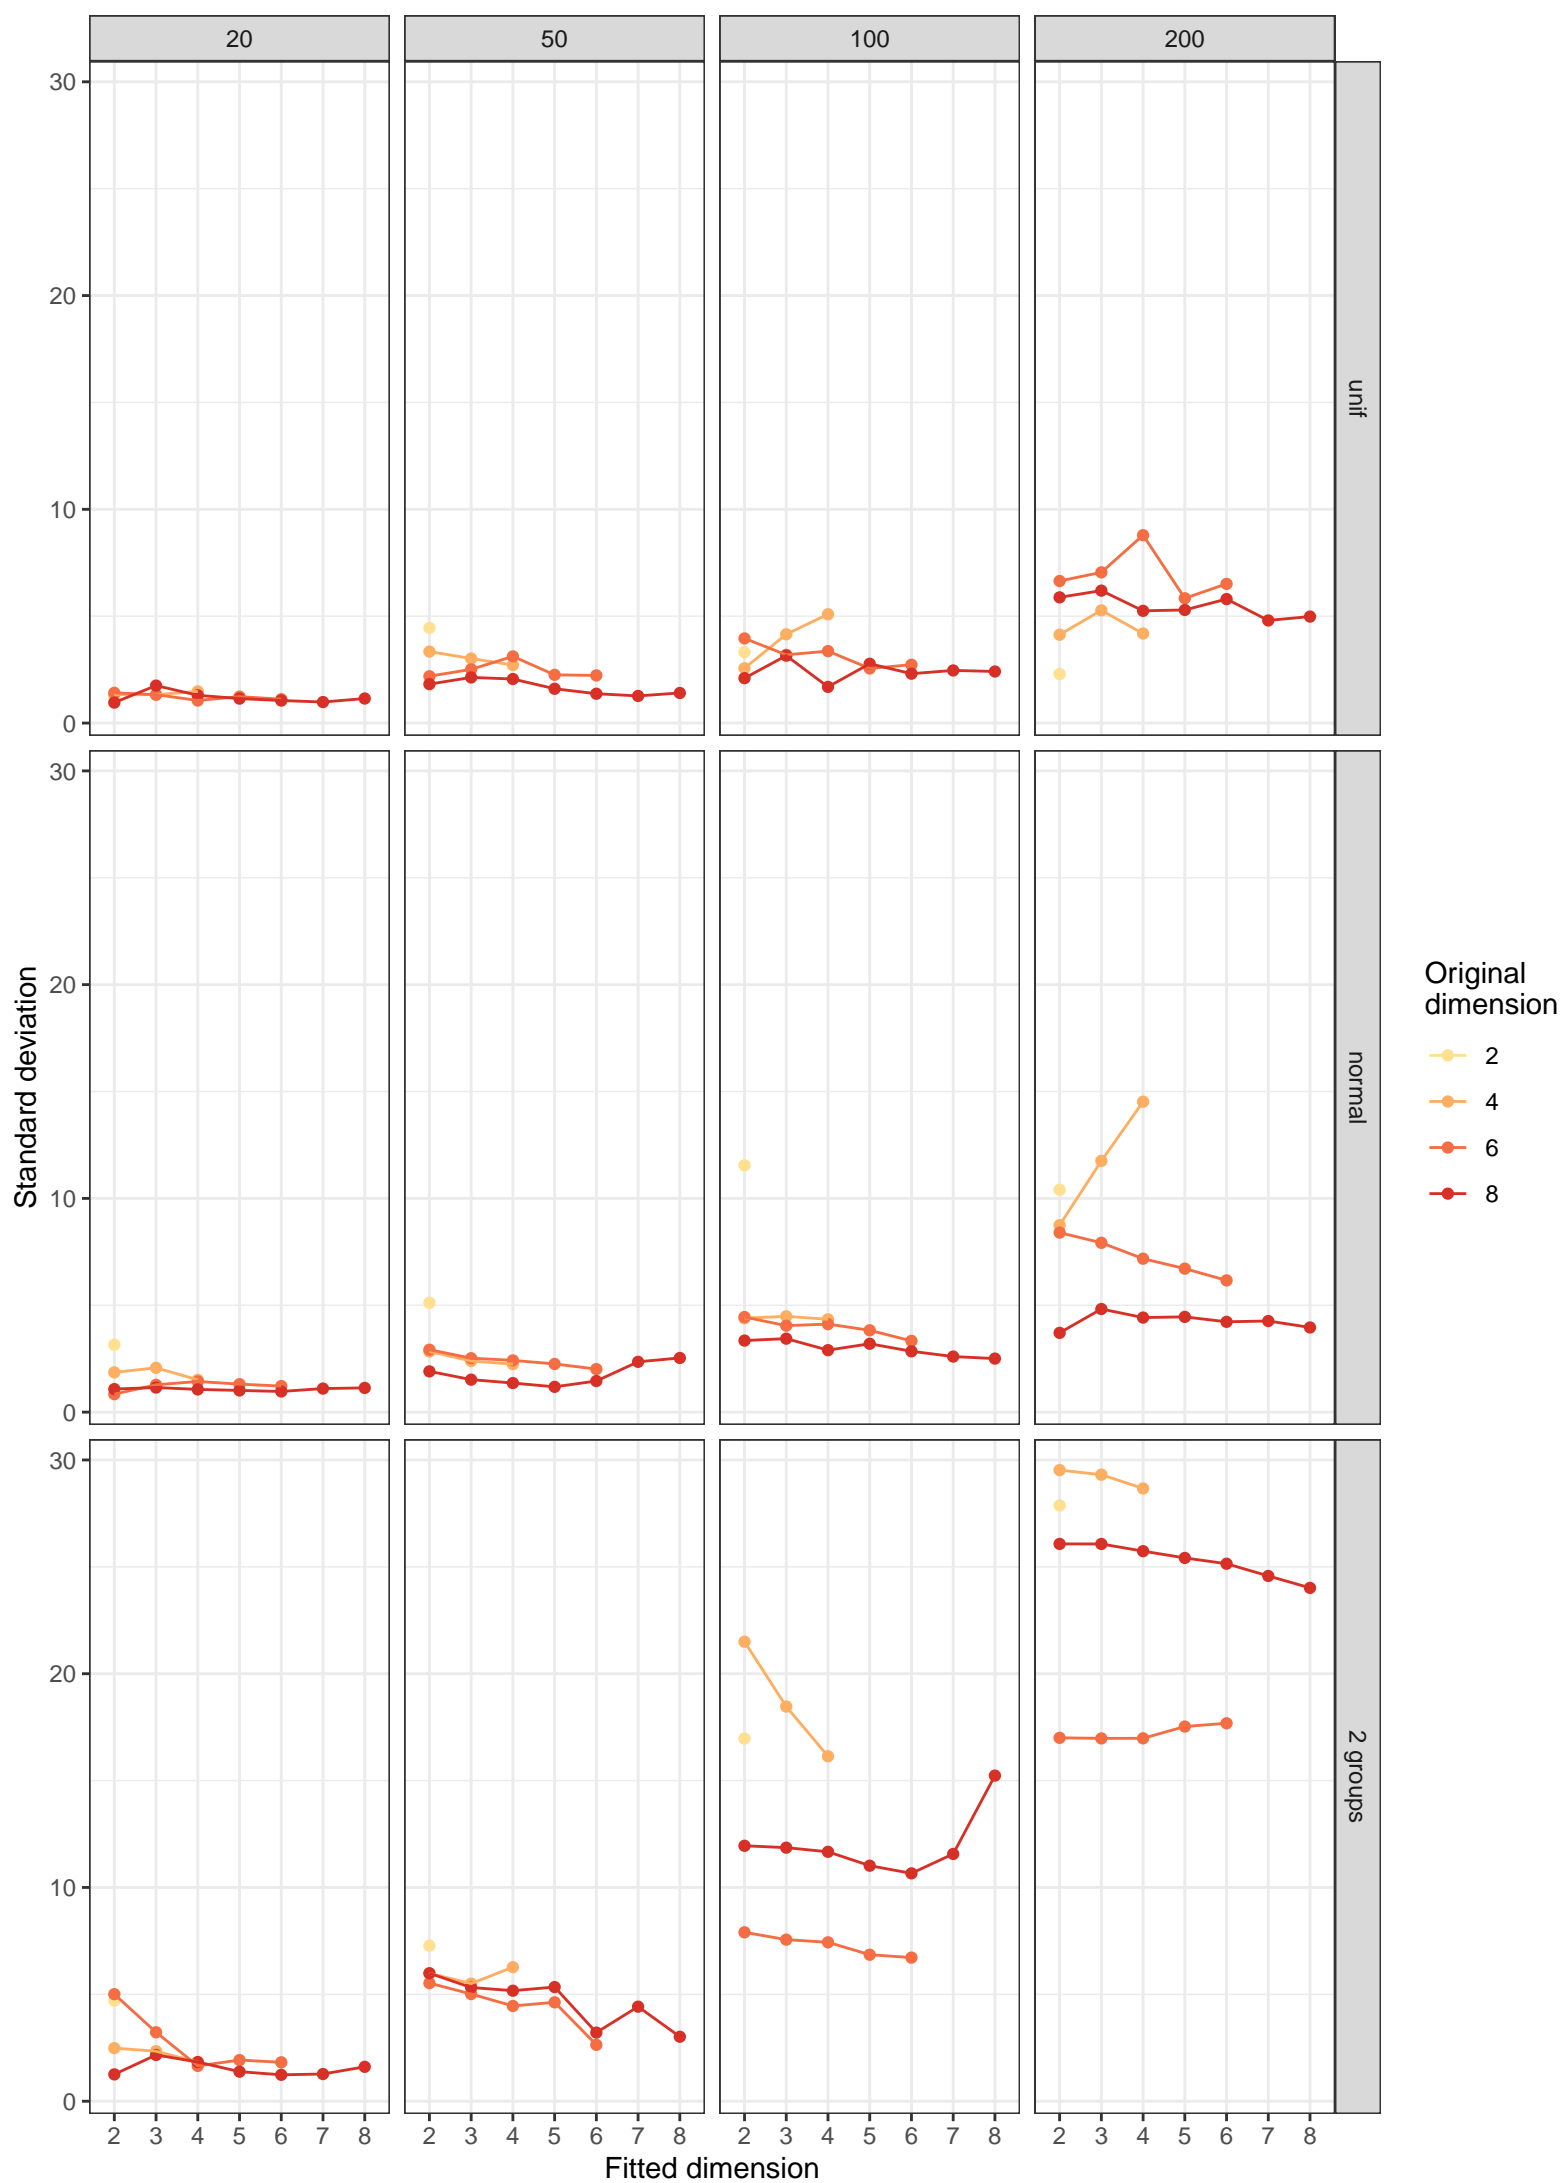 20 50 100 200
30
20
10
0
unif
30
20
10
0
normal
30
20
10
0
2 groups
2 3 4 5 6 7 8 2 3 4 5 6 7 8 2 3 4 5 6 7 8 2 3 4 5 6 7 8
Fitted dimension
Standard deviation
Original
dimension
2
4
6
8